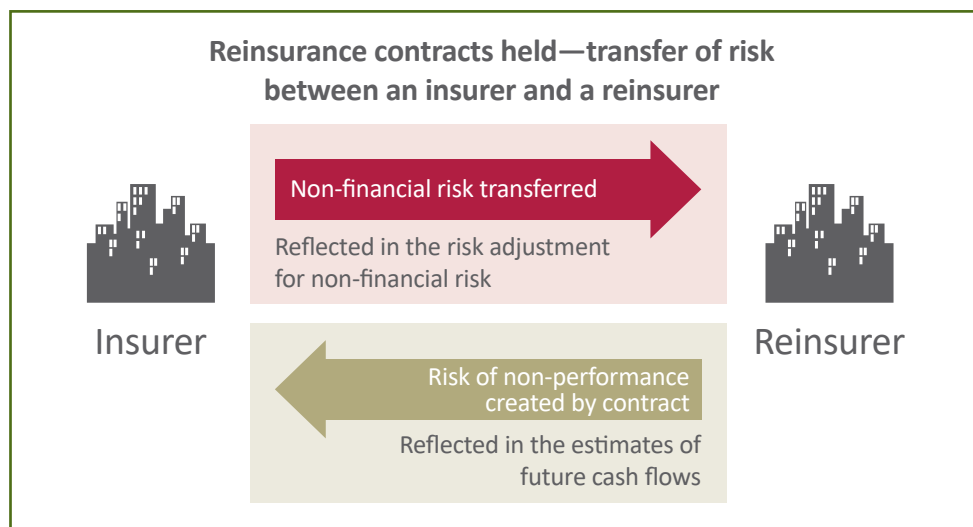 Reinsurance contracts held—transfer of risk
between an insurer and a reinsurer
Non-financial risk transferred
Reflected in the risk adjustment
for non-financial risk
Insurer
Reinsurer
Risk of non-performance
created by contract
Reflected in the estimates of
future cash flows